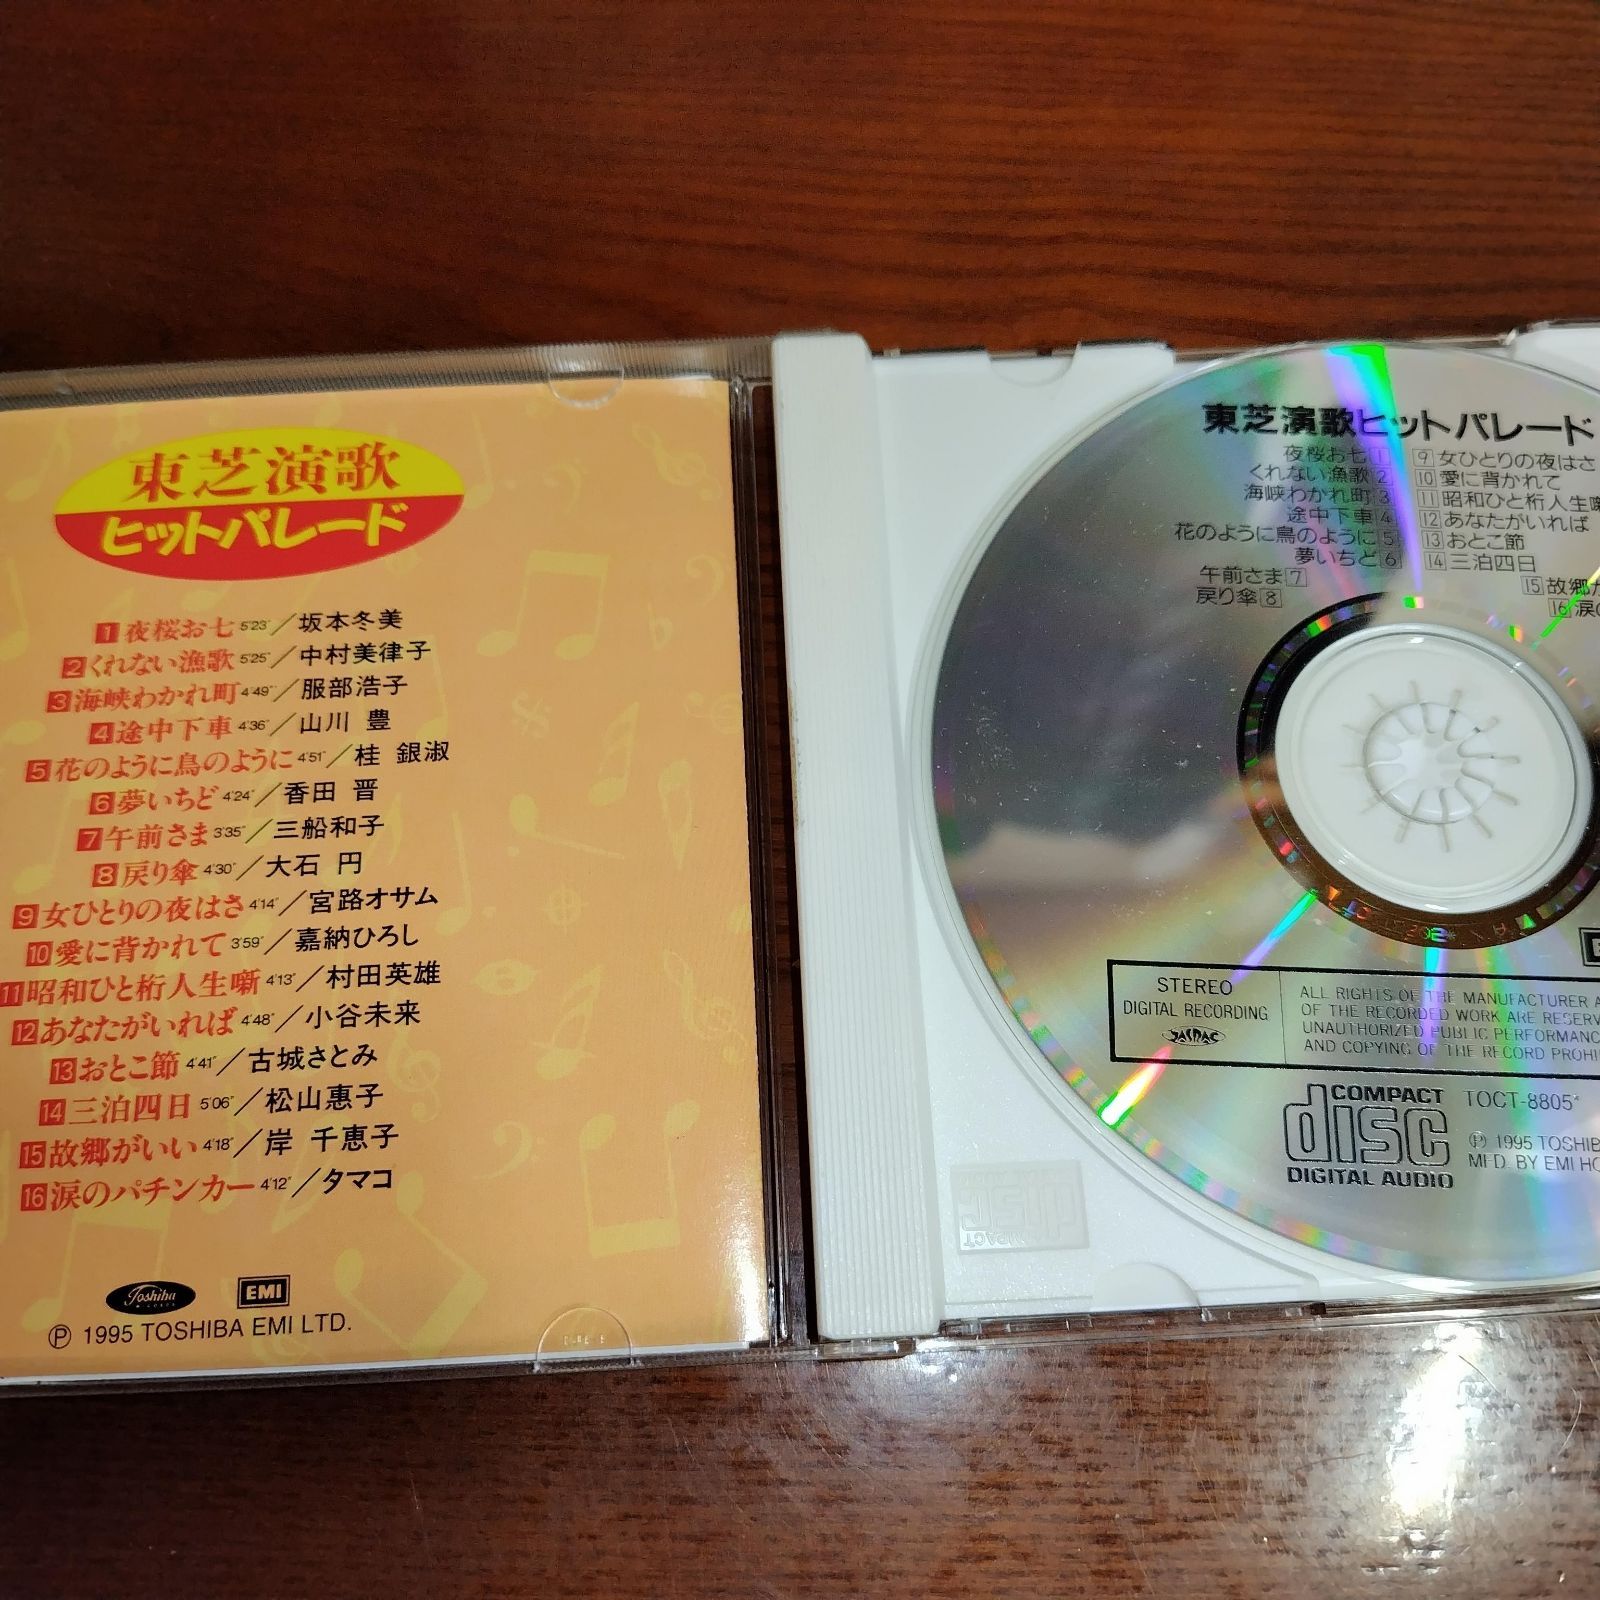 東芝演歌
ヒットパレード
1 夜桜お七 5'23"／坂本冬美
2 くれない漁歌 5'25"／中村美律子
3 海峡わかれ町 4'49"／服部浩子
4 途中下車 4'36"／山川 豊
5 花のように鳥のように 4'51"／桂 銀淑
6 夢いちど 4'24"／香田 晋
7 午前さま 3'35"／三船和子
8 戻り傘 4'30"／大石 円
9 女ひとりの夜はさ 4'14"／宮路オサム
10 愛に背かれて 3'59"／嘉納ひろし
11 昭和ひと桁人生噺 4'13"／村田英雄
12 あなたがいれば 4'48"／小谷未来
13 おとこ節 4'41"／古城さとみ
14 三泊四日 5'06"／松山惠子
15 故郷がいい 4'18"／岸 千恵子
16 涙のパチンカー 4'12"／タマコ
Toshiba
EMI
℗ 1995 TOSHIBA EMI LTD.
東芝演歌ヒットパレード
夜桜お七 1
くれない漁歌 2
海峡わかれ町 3
途中下車 4
花のように鳥のように 5
夢いちど 6
午前さま 7
戻り傘 8
9 女ひとりの夜はさ
10 愛に背かれて
11 昭和ひと桁人生噺
12 あなたがいれば
13 おとこ節
14 三泊四日
15 故郷が
16 涙の
STEREO
DIGITAL RECORDING
JASRAC
ALL RIGHTS OF THE MANUFACTURER A
OF THE RECORDED WORK ARE RESERV
UNAUTHORIZED PUBLIC PERFORMANC
AND COPYING OF THE RECORD PROHI
COMPACT
disc
DIGITAL AUDIO
TOCT-8805
℗ 1995 TOSHIBA
MFD. BY EMI HO
COMPACT
disc